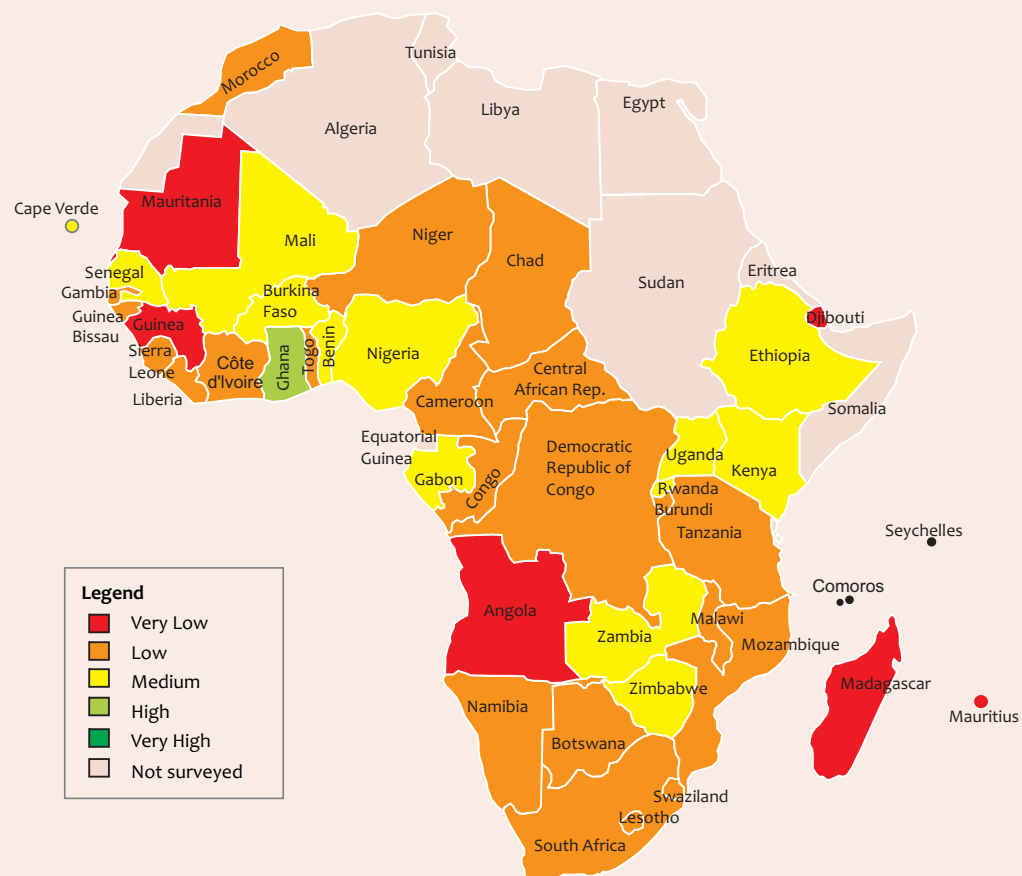 Tunisia
Morocco
Algeria
Libya
Egypt
Cape Verde
Mauritania
Mali
Niger
Chad
Sudan
Eritrea
Senegal
Gambia
Guinea
Bissau
Guinea
Burkina
Faso
Djibouti
Sierra
Leone
Liberia
Côte
d'Ivoire
Ghana
Togo
Benin
Nigeria
Ethiopia
Somalia
Central
African Rep.
Cameroon
Equatorial
Guinea
Gabon
Congo
Democratic
Republic of
Congo
Uganda
Kenya
Rwanda
Burundi
Tanzania
Seychelles
Comoros
Angola
Zambia
Malawi
Mozambique
Zimbabwe
Madagascar
Mauritius
Namibia
Botswana
Swaziland
Lesotho
South Africa
Legend
Very Low
Low
Medium
High
Very High
Not surveyed